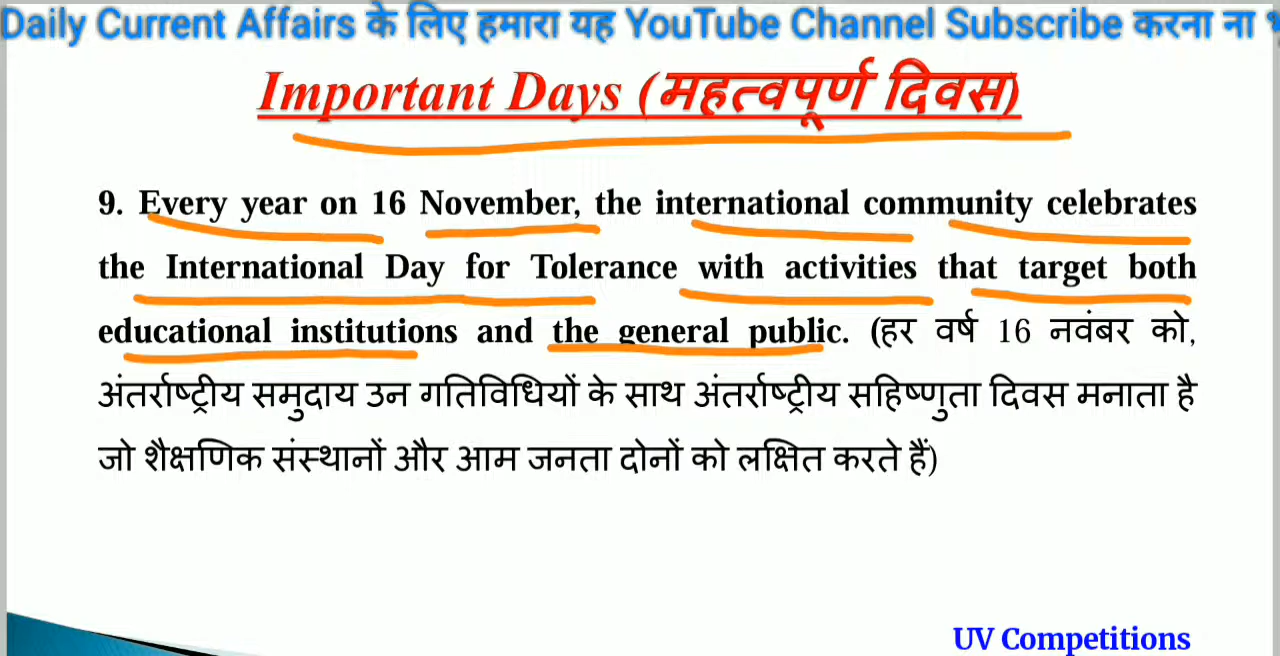 Daily Current Affairs के लिए हमारा यह YouTube Channel Subscribe करना ना
Important Days (महत्वपूर्ण दिवस)
9. Every year on 16 November, the international community celebrates
the International Day for Tolerance with activities that target both
educational institutions and the general public. (हर वर्ष 16 नवंबर को,
अंतर्राष्ट्रीय समुदाय उन गतिविधियों के साथ अंतर्राष्ट्रीय सहिष्णुता दिवस मनाता है
जो शैक्षणिक संस्थानों और आम जनता दोनों को लक्षित करते हैं)
UV Competitions